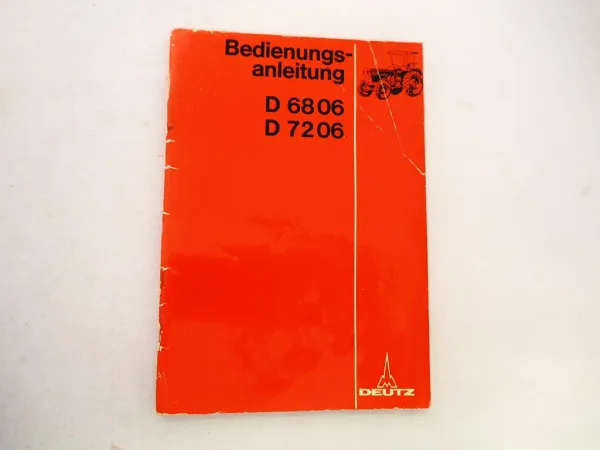 Bedienungs-
anleitung
D 6806
D 7206
DEUTZ